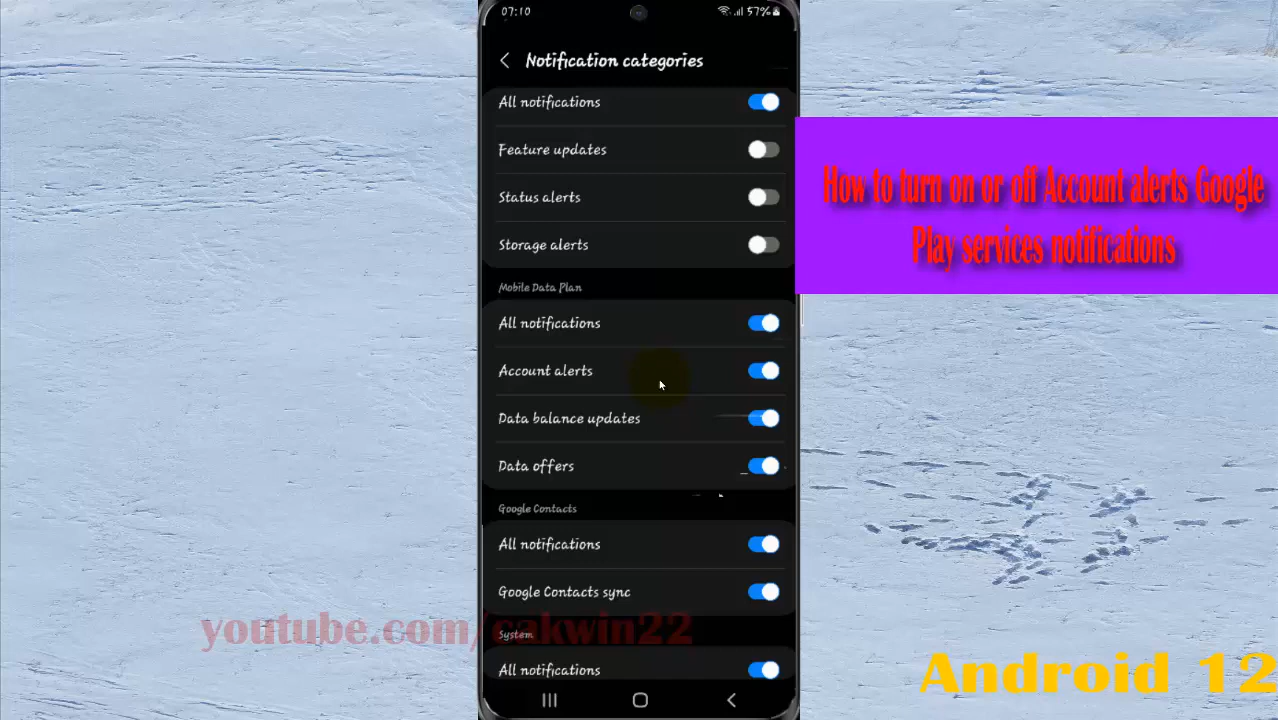 07:10
57%
Notification categories
All notifications
Feature updates
Status alerts
Storage alerts
Mobile Data Plan
All notifications
Account alerts
Data balance updates
Data offers
Google Contacts
All notifications
Google Contacts sync
System
All notifications
How to turn on or off Account alerts Google
Play services notifications
youtube.com/cakwin22
Android 12